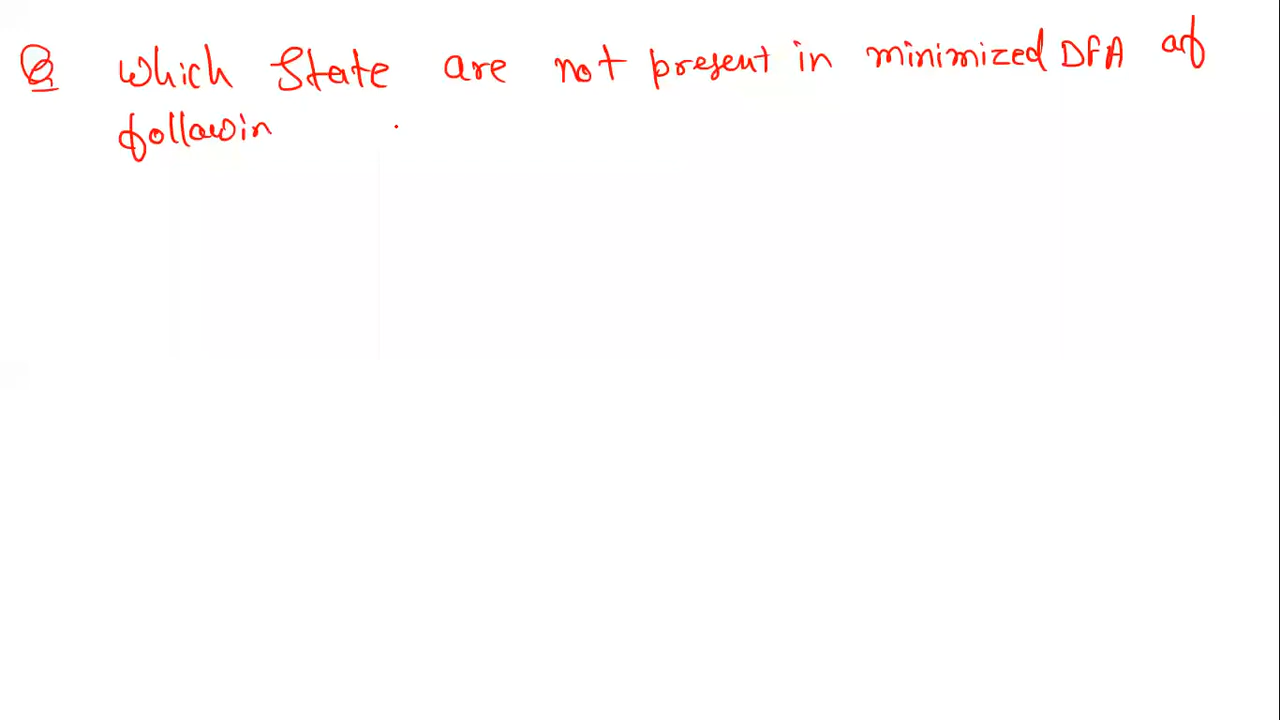 Q which State are not present in minimized DFA of
followin